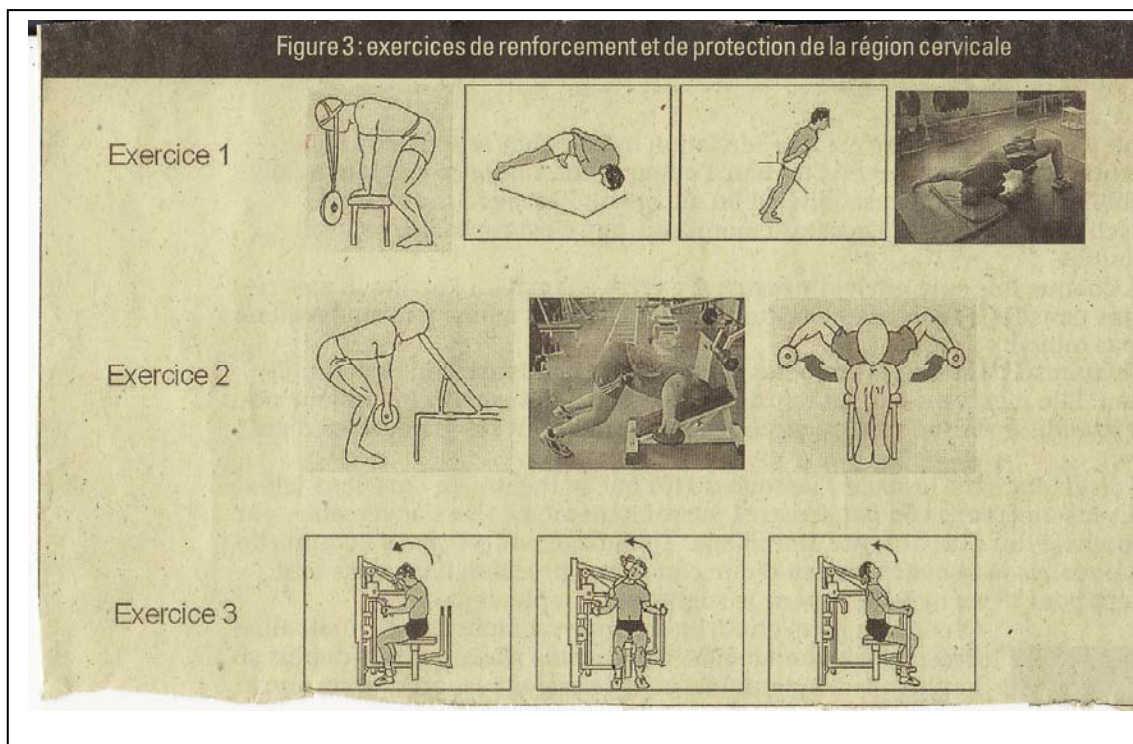 Figure 3 : exercices de renforcement et de protection de la région cervicale
Exercice 1
Exercice 2
Exercice 3